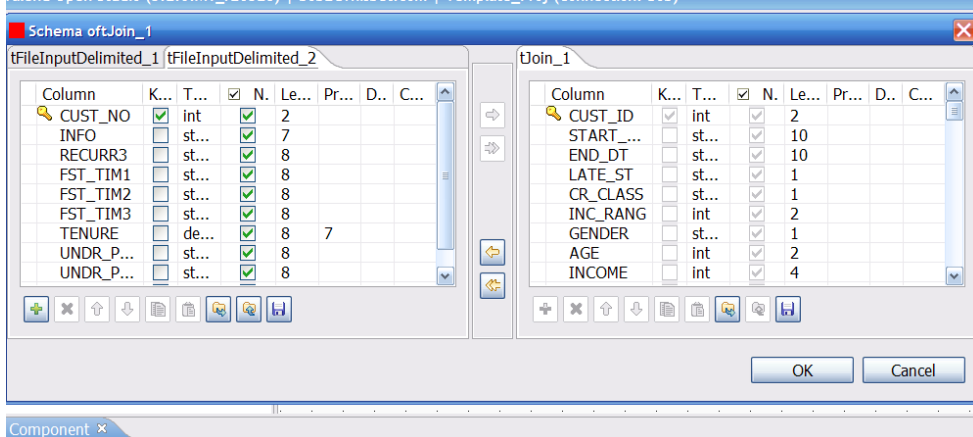 Schema oftJoin_1
tFileInputDelimited_1 tFileInputDelimited_2
Column K... T... N. Le... Pr... D.. C...
CUST_NO int 2
INFO st... 7
RECURR3 st... 8
FST_TIM1 st... 8
FST_TIM2 st... 8
FST_TIM3 st... 8
TENURE de... 8 7
UNDR_P... st... 8
UNDR_P... st... 8
tJoin_1
Column K... T... N. Le... Pr... D.. C...
CUST_ID int 2
START_... st... 10
END_DT st... 10
LATE_ST st... 1
CR_CLASS st... 1
INC_RANG int 2
GENDER st... 1
AGE int 2
INCOME int 4
OK Cancel
Component